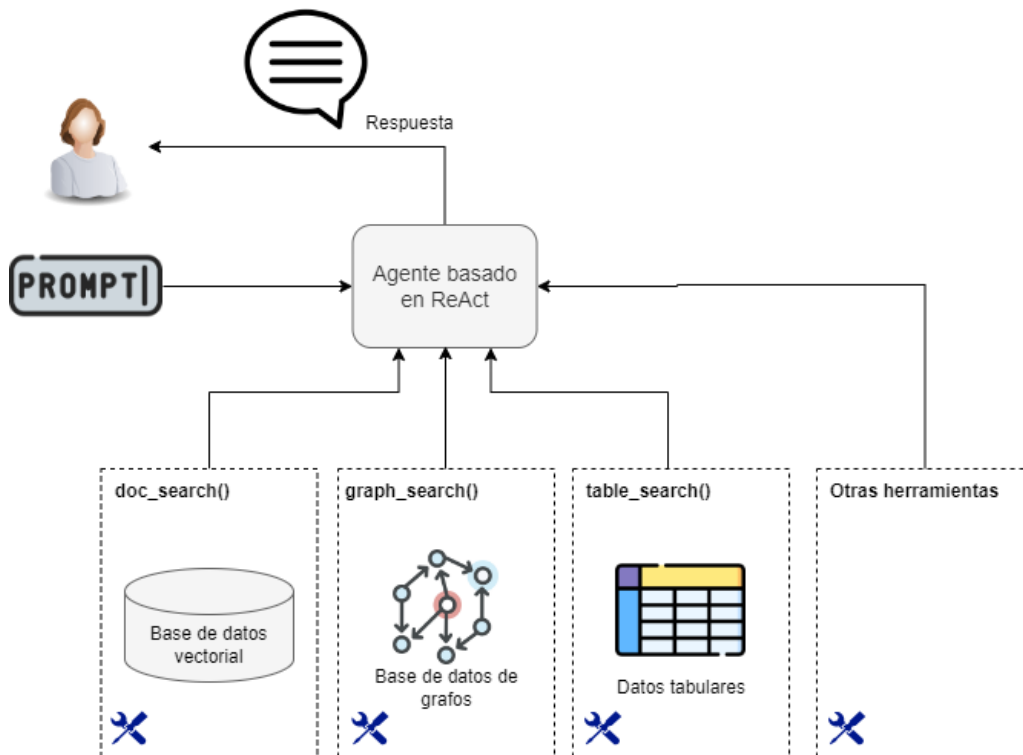 Respuesta
PROMPT
Agente basado
en ReAct
doc_search()
graph_search()
table_search()
Otras herramientas
Base de datos
vectorial
Base de datos de
grafos
Datos tabulares